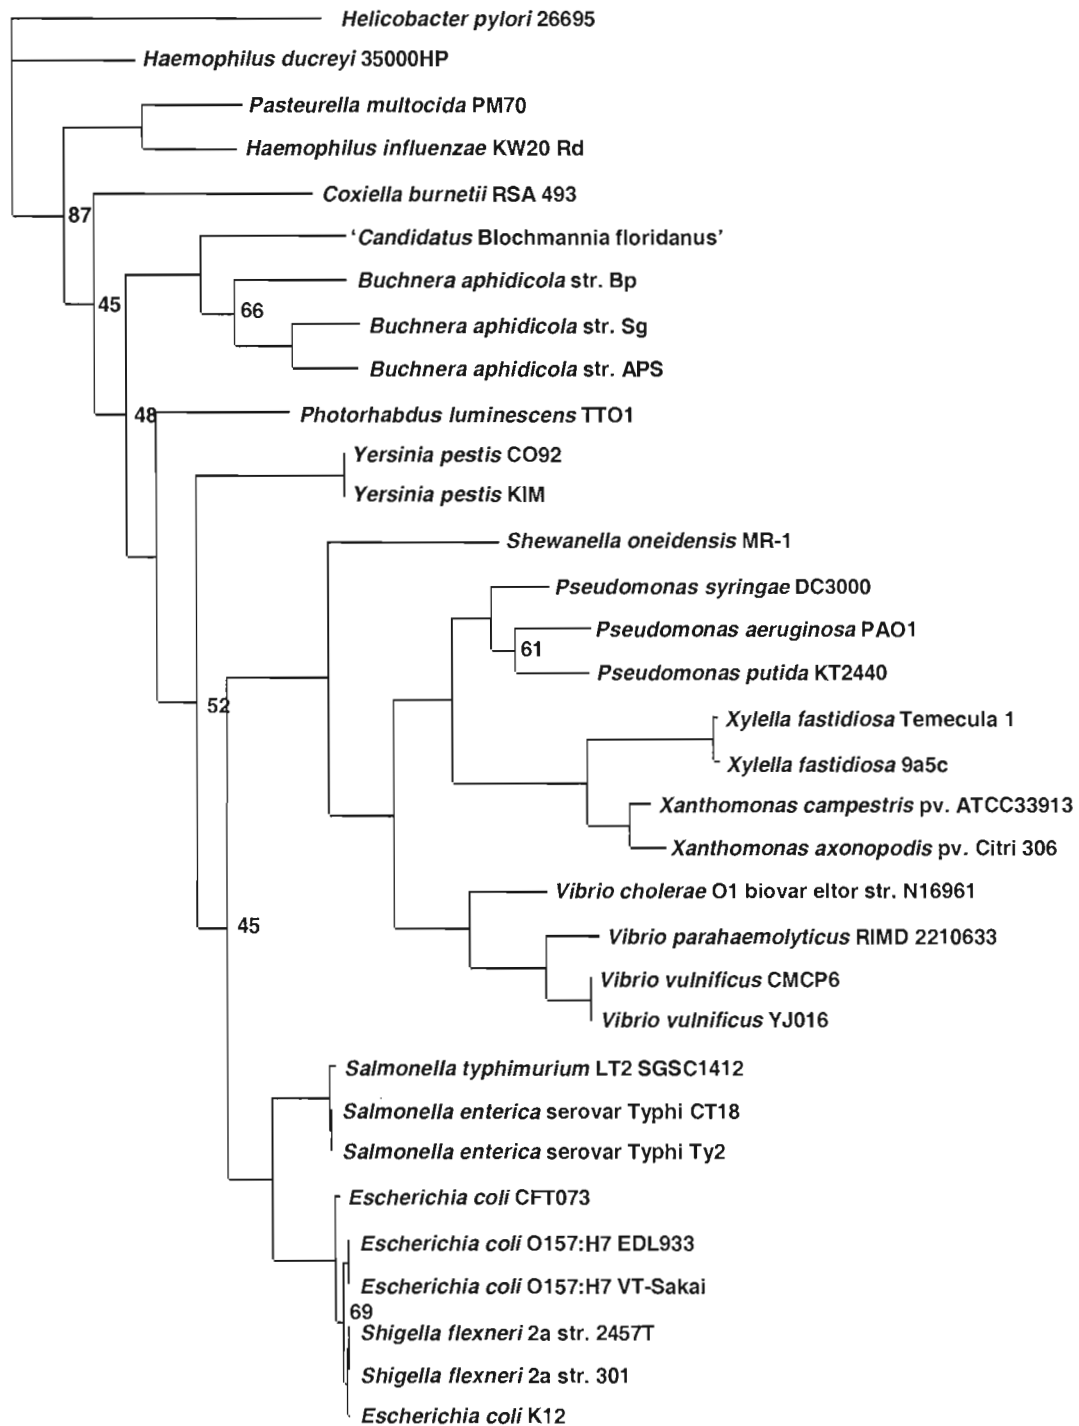 Helicobacter pylori 26695
Haemophilus ducreyi 35000HP
Pasteurella multocida PM70
Haemophilus influenzae KW20 Rd
Coxiella burnetii RSA 493
87
‘Candidatus Blochmannia floridanus’
Buchnera aphidicola str. Bp
45
66
Buchnera aphidicola str. Sg
Buchnera aphidicola str. APS
48
Photorhabdus luminescens TTO1
Yersinia pestis CO92
Yersinia pestis KIM
Shewanella oneidensis MR-1
Pseudomonas syringae DC3000
Pseudomonas aeruginosa PAO1
61
Pseudomonas putida KT2440
52
Xylella fastidiosa Temecula 1
Xylella fastidiosa 9a5c
Xanthomonas campestris pv. ATCC33913
Xanthomonas axonopodis pv. Citri 306
Vibrio cholerae O1 biovar eltor str. N16961
45
Vibrio parahaemolyticus RIMD 2210633
Vibrio vulnificus CMCP6
Vibrio vulnificus YJ016
Salmonella typhimurium LT2 SGSC1412
Salmonella enterica serovar Typhi CT18
Salmonella enterica serovar Typhi Ty2
Escherichia coli CFT073
Escherichia coli O157:H7 EDL933
Escherichia coli O157:H7 VT-Sakai
69
Shigella flexneri 2a str. 2457T
Shigella flexneri 2a str. 301
Escherichia coli K12